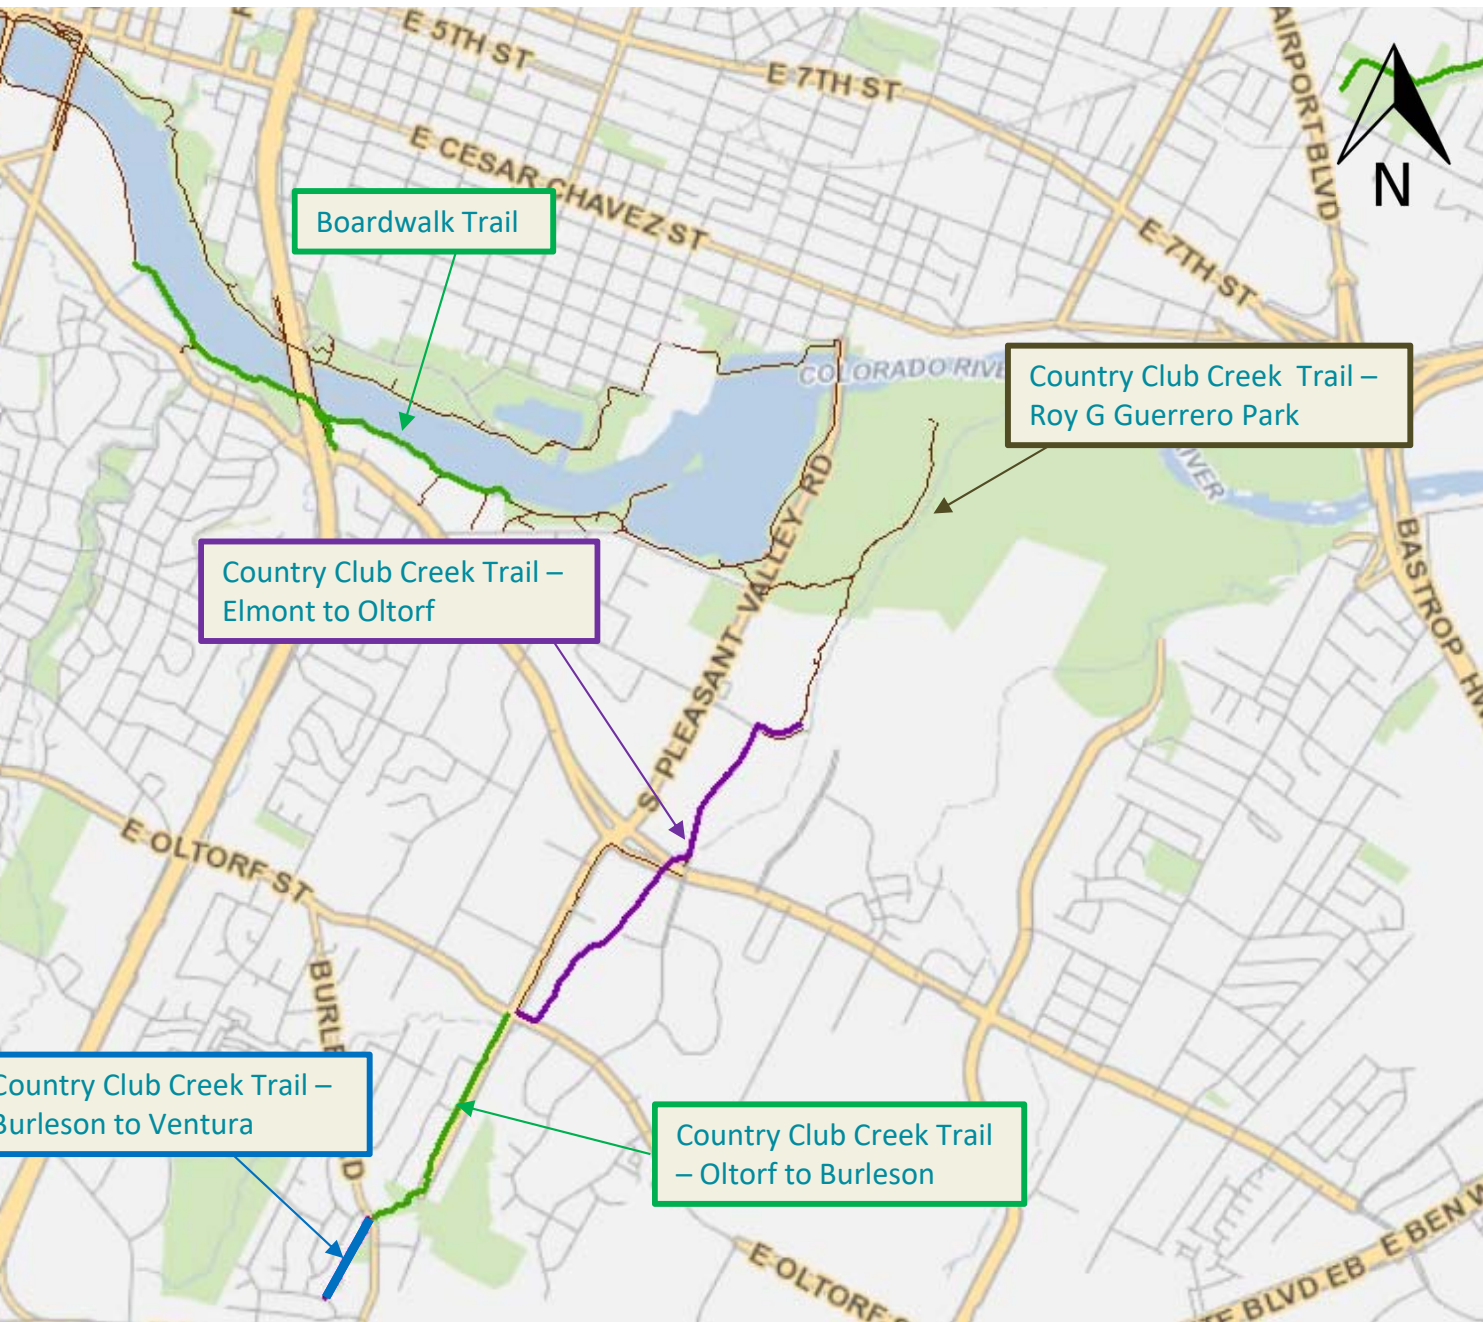 E 5TH ST
E 7TH ST
AIRPORT BLVD
N
E CESAR CHAVEZ ST
Boardwalk Trail
E 7TH ST
COLORADO RIVE
Country Club Creek Trail –
Roy G Guerrero Park
IVER
S PLEASANT VALLEY RD
BASTROP HW
Country Club Creek Trail –
Elmont to Oltorf
E OLTORF ST
BURLE
D
Country Club Creek Trail –
Burleson to Ventura
Country Club Creek Trail
– Oltorf to Burleson
E OLTORF
TE BLVD EB
E BEN W